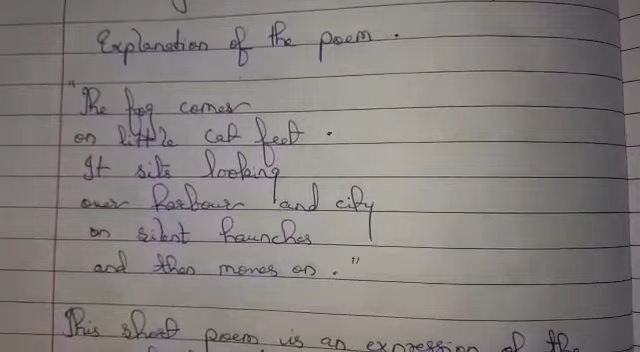 Explanation of the poem.
"The fog comes
on little cat feet.
It sits looking
over harbour and city
on silent haunches
and then moves on."
This short poem is an expression of the